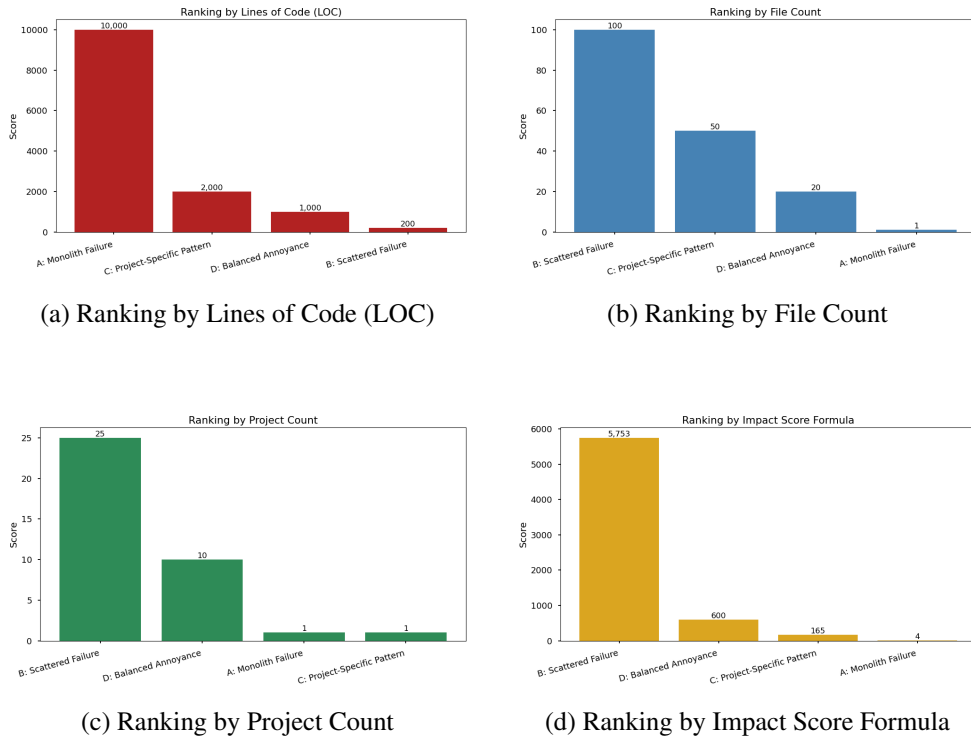 Ranking by Lines of Code (LOC)
Score
10000
8000
6000
4000
2000
0
10,000
2,000
1,000
200
A: Monolith Failure
C: Project-Specific Pattern
D: Balanced Annoyance
B: Scattered Failure
(a) Ranking by Lines of Code (LOC)
Ranking by File Count
Score
100
80
60
40
20
0
100
50
20
1
B: Scattered Failure
C: Project-Specific Pattern
D: Balanced Annoyance
A: Monolith Failure
(b) Ranking by File Count
Ranking by Project Count
Score
25
20
15
10
5
0
25
10
1
1
B: Scattered Failure
D: Balanced Annoyance
A: Monolith Failure
C: Project-Specific Pattern
(c) Ranking by Project Count
Ranking by Impact Score Formula
Score
6000
5000
4000
3000
2000
1000
0
5,753
600
165
4
B: Scattered Failure
D: Balanced Annoyance
C: Project-Specific Pattern
A: Monolith Failure
(d) Ranking by Impact Score Formula